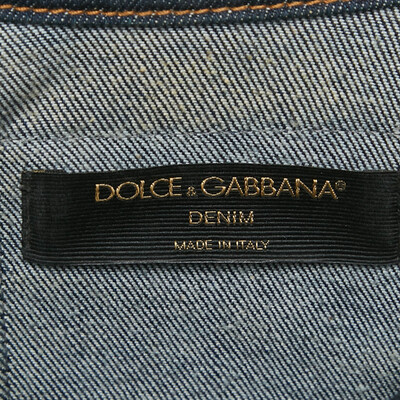 DOLCE & GABBANA®
DENIM
MADE IN ITALY